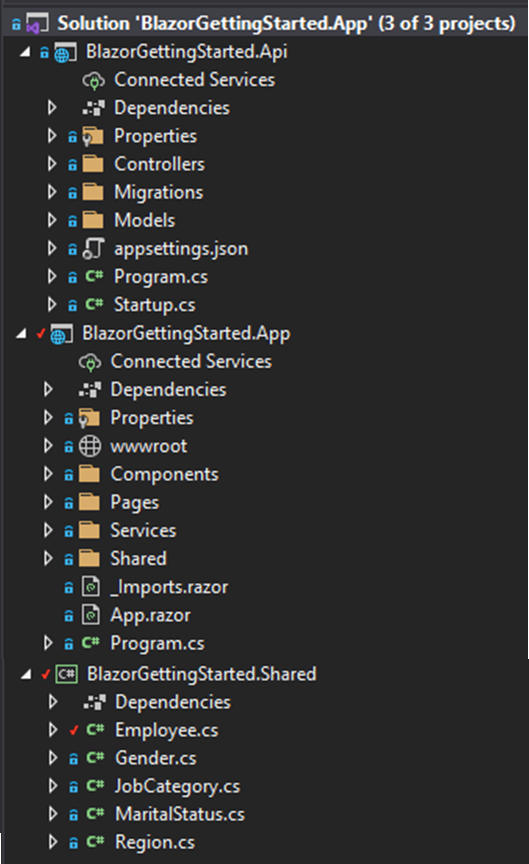 Solution 'BlazorGettingStarted.App' (3 of 3 projects)
BlazorGettingStarted.Api
Connected Services
Dependencies
Properties
Controllers
Migrations
Models
appsettings.json
C# Program.cs
C# Startup.cs
BlazorGettingStarted.App
Connected Services
Dependencies
Properties
wwwroot
Components
Pages
Services
Shared
_Imports.razor
App.razor
C# Program.cs
C# BlazorGettingStarted.Shared
Dependencies
C# Employee.cs
C# Gender.cs
C# JobCategory.cs
C# MaritalStatus.cs
C# Region.cs